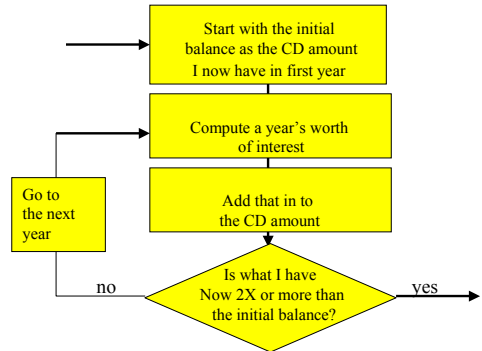 Start with the initial
balance as the CD amount
I now have in first year
Compute a year’s worth
of interest
Add that in to
the CD amount
Go to
the next
year
Is what I have
Now 2X or more than
the initial balance?
no
yes